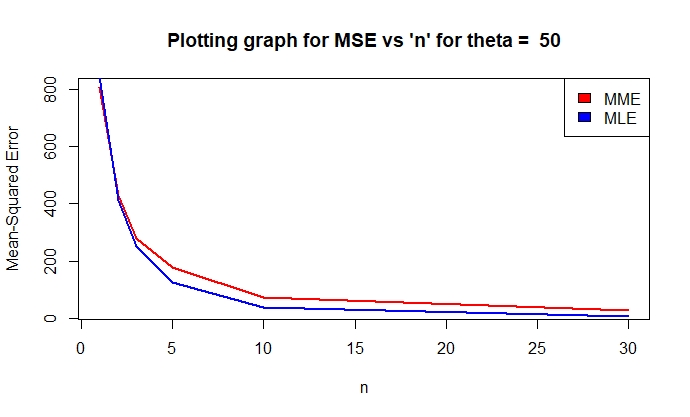 Plotting graph for MSE vs 'n' for theta =  50
MME
MLE
Mean-Squared Error
800
600
400
200
0
0 5 10 15 20 25 30
n